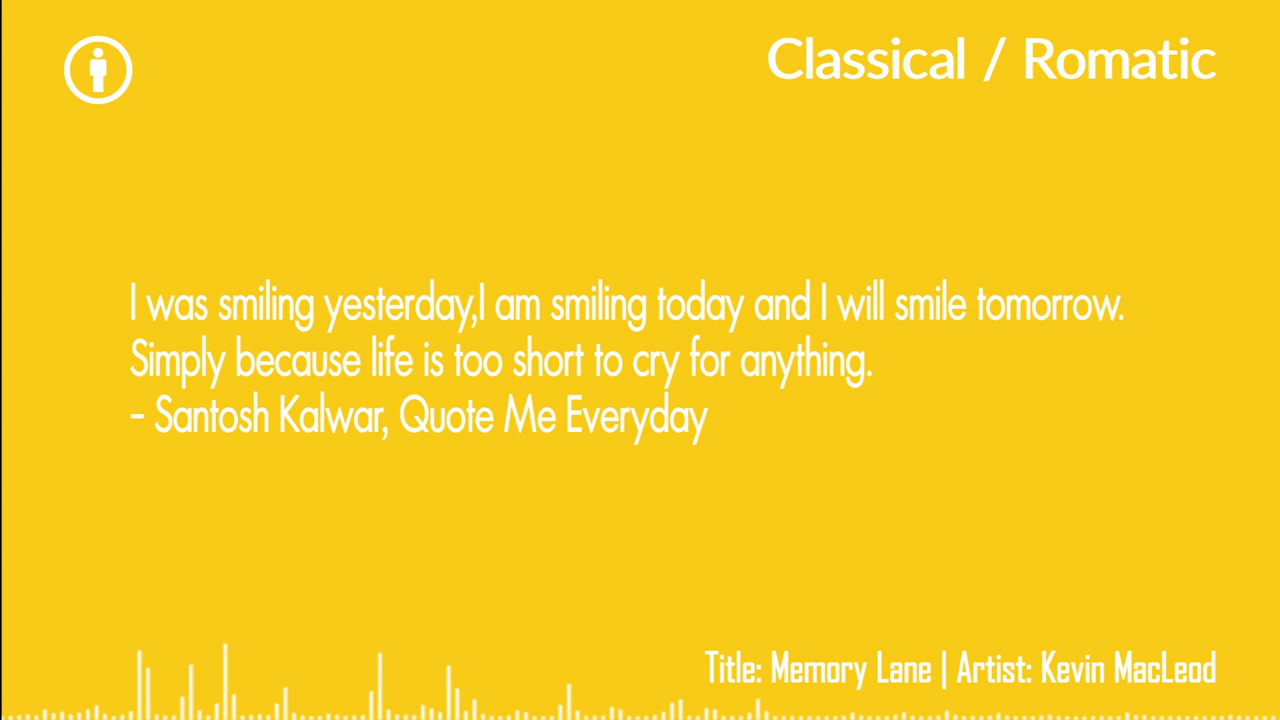 Classical / Romatic
I was smiling yesterday,I am smiling today and I will smile tomorrow.
Simply because life is too short to cry for anything.
- Santosh Kalwar, Quote Me Everyday
Title: Memory Lane | Artist: Kevin MacLeod